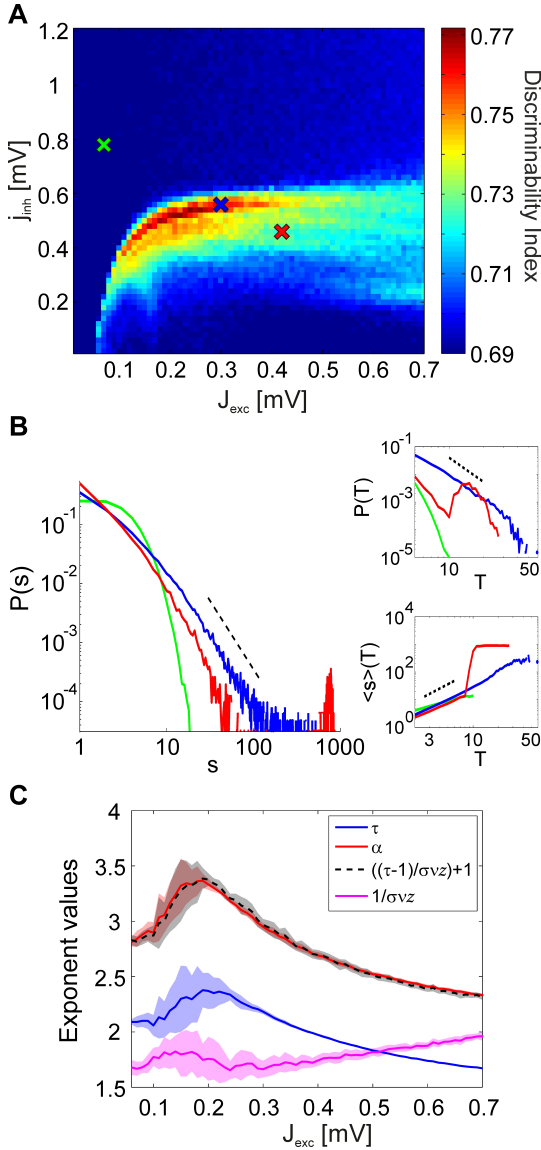 A
1.2
1
0.8
0.6
0.4
0.2
j_inh [mV]
0.1 0.2 0.3 0.4 0.5 0.6 0.7
J_exc [mV]
0.77
0.75
0.73
0.71
0.69
Discriminability Index
B
10^-1
10^-2
10^-3
10^-4
P(s)
1 10 100 1000
s
10^-1
10^-3
10^-5
P(T)
10 50
T
10^4
10^2
10^0
<s>(T)
3 10 50
T
C
4
3.5
3
2.5
2
1.5
Exponent values
τ
α
((τ-1)/σνz)+1
1/σνz
0.1 0.2 0.3 0.4 0.5 0.6 0.7
J_exc [mV]